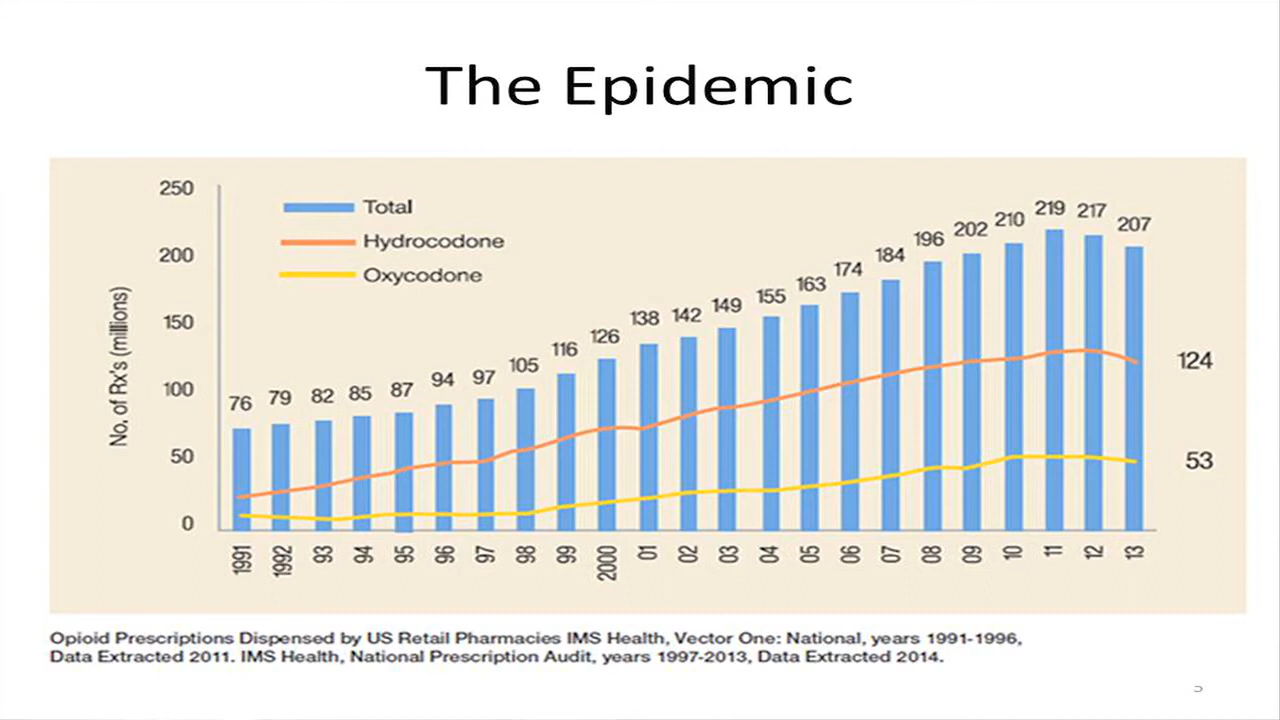 The Epidemic
No. of Rx's (millions)
250
200
150
100
50
0
Total
Hydrocodone
Oxycodone
76 79 82 85 87 94 97 105 116 126 138 142 149 155 163 174 184 196 202 210 219 217 207
124
53
1991 1992 93 94 95 96 97 98 99 2000 01 02 03 04 05 06 07 08 09 10 11 12 13
Opioid Prescriptions Dispensed by US Retail Pharmacies IMS Health, Vector One: National, years 1991-1996,
Data Extracted 2011. IMS Health, National Prescription Audit, years 1997-2013, Data Extracted 2014.